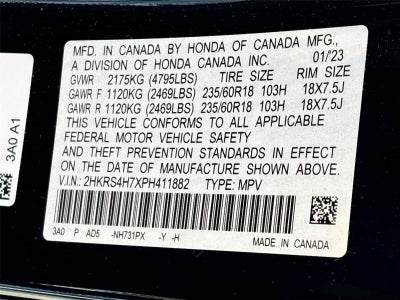 MFD. IN CANADA BY HONDA OF CANADA MFG.,
A DIVISION OF HONDA CANADA INC. 01/23
GVWR 2175KG (4795LBS) TIRE SIZE RIM SIZE
GAWR F 1120KG (2469LBS) 235/60R18 103H 18X7.5J
GAWR R 1120KG (2469LBS) 235/60R18 103H 18X7.5J
THIS VEHICLE CONFORMS TO ALL APPLICABLE
FEDERAL MOTOR VEHICLE SAFETY
AND THEFT PREVENTION STANDARDS IN EFFECT
ON THE DATE OF MANUFACTURE SHOWN ABOVE.
V.I.N.: 2HKRS4H7XPH411882 TYPE: MPV
3A0 P AD5 -NH731PX -Y -H
MADE IN CANADA
3A0 A1